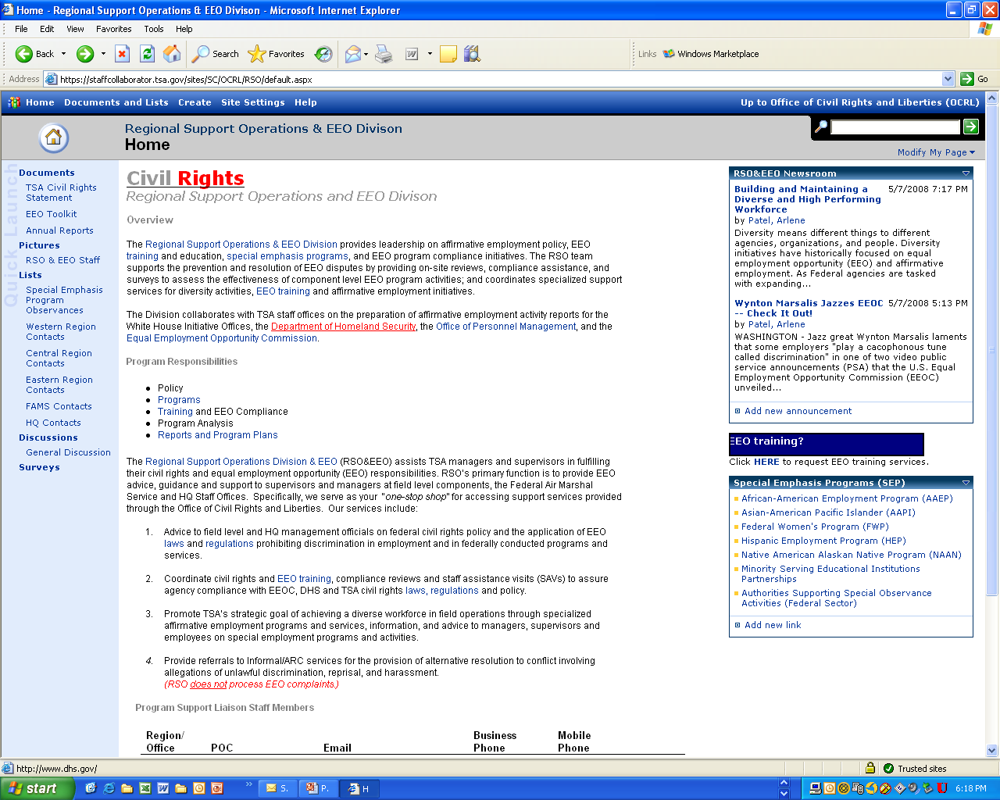 Home - Regional Support Operations & EEO Divison - Microsoft Internet Explorer
File Edit View Favorites Tools Help
Back Search Favorites Links Windows Marketplace
Address https://staffcollaborator.tsa.gov/sites/SC/OCRL/RSO/default.aspx Go
Home Documents and Lists Create Site Settings Help Up to Office of Civil Rights and Liberties (OCRL)
Regional Support Operations & EEO Divison
Home
Modify My Page
Quick Launch
Documents
TSA Civil Rights
Statement
EEO Toolkit
Annual Reports
Pictures
RSO & EEO Staff
Lists
Special Emphasis
Program
Observances
Western Region
Contacts
Central Region
Contacts
Eastern Region
Contacts
FAMS Contacts
HQ Contacts
Discussions
General Discussion
Surveys
Civil Rights
Regional Support Operations and EEO Divison
Overview
The Regional Support Operations & EEO Division provides leadership on affirmative employment policy, EEO
training and education, special emphasis programs, and EEO program compliance initiatives. The RSO team
supports the prevention and resolution of EEO disputes by providing on-site reviews, compliance assistance, and
surveys to assess the effectiveness of component level EEO program activities; and coordinates specialized support
services for diversity activities, EEO training and affirmative employment initiatives.
The Division collaborates with TSA staff offices on the preparation of affirmative employment activity reports for the
White House Initiative Offices, the Department of Homeland Security, the Office of Personnel Management, and the
Equal Employment Opportunity Commission.
Program Responsibilities
• Policy
• Programs
• Training and EEO Compliance
• Program Analysis
• Reports and Program Plans
The Regional Support Operations Division & EEO (RSO&EEO) assists TSA managers and supervisors in fulfilling
their civil rights and equal employment opportunity (EEO) responsibilities. RSO's primary function is to provide EEO
advice, guidance and support to supervisors and managers at field level components, the Federal Air Marshal
Service and HQ Staff Offices. Specifically, we serve as your "one-stop shop" for accessing support services provided
through the Office of Civil Rights and Liberties. Our services include:
1. Advice to field level and HQ management officials on federal civil rights policy and the application of EEO
laws and regulations prohibiting discrimination in employment and in federally conducted programs and
services.
2. Coordinate civil rights and EEO training, compliance reviews and staff assistance visits (SAVs) to assure
agency compliance with EEOC, DHS and TSA civil rights laws, regulations and policy.
3. Promote TSA's strategic goal of achieving a diverse workforce in field operations through specialized
affirmative employment programs and services, information, and advice to managers, supervisors and
employees on special employment programs and activities.
4. Provide referrals to Informal/ARC services for the provision of alternative resolution to conflict involving
allegations of unlawful discrimination, reprisal, and harassment.
(RSO does not process EEO complaints.)
Program Support Liaison Staff Members
Region/ Business Mobile
Office POC Email Phone Phone
RSO&EEO Newsroom
Building and Maintaining a 5/7/2008 7:17 PM
Diverse and High Performing
Workforce
by Patel, Arlene
Diversity means different things to different
agencies, organizations, and people. Diversity
initiatives have historically focused on equal
employment opportunity (EEO) and affirmative
employment. As Federal agencies are tasked
with expanding...
Wynton Marsalis Jazzes EEOC 5/7/2008 5:13 PM
-- Check It Out!
by Patel, Arlene
WASHINGTON - Jazz great Wynton Marsalis laments
that some employers "play a cacophonous tune
called discrimination" in one of two video public
service announcements (PSA) that the U.S. Equal
Employment Opportunity Commission (EEOC)
unveiled...
Add new announcement
EEO training?
Click HERE to request EEO training services.
Special Emphasis Programs (SEP)
African-American Employment Program (AAEP)
Asian-American Pacific Islander (AAPI)
Federal Women's Program (FWP)
Hispanic Employment Program (HEP)
Native American Alaskan Native Program (NAAN)
Minority Serving Educational Institutions
Partnerships
Authorities Supporting Special Observance
Activities (Federal Sector)
Add new link
http://www.dhs.gov/ Trusted sites
start S. P. H 6:18 PM